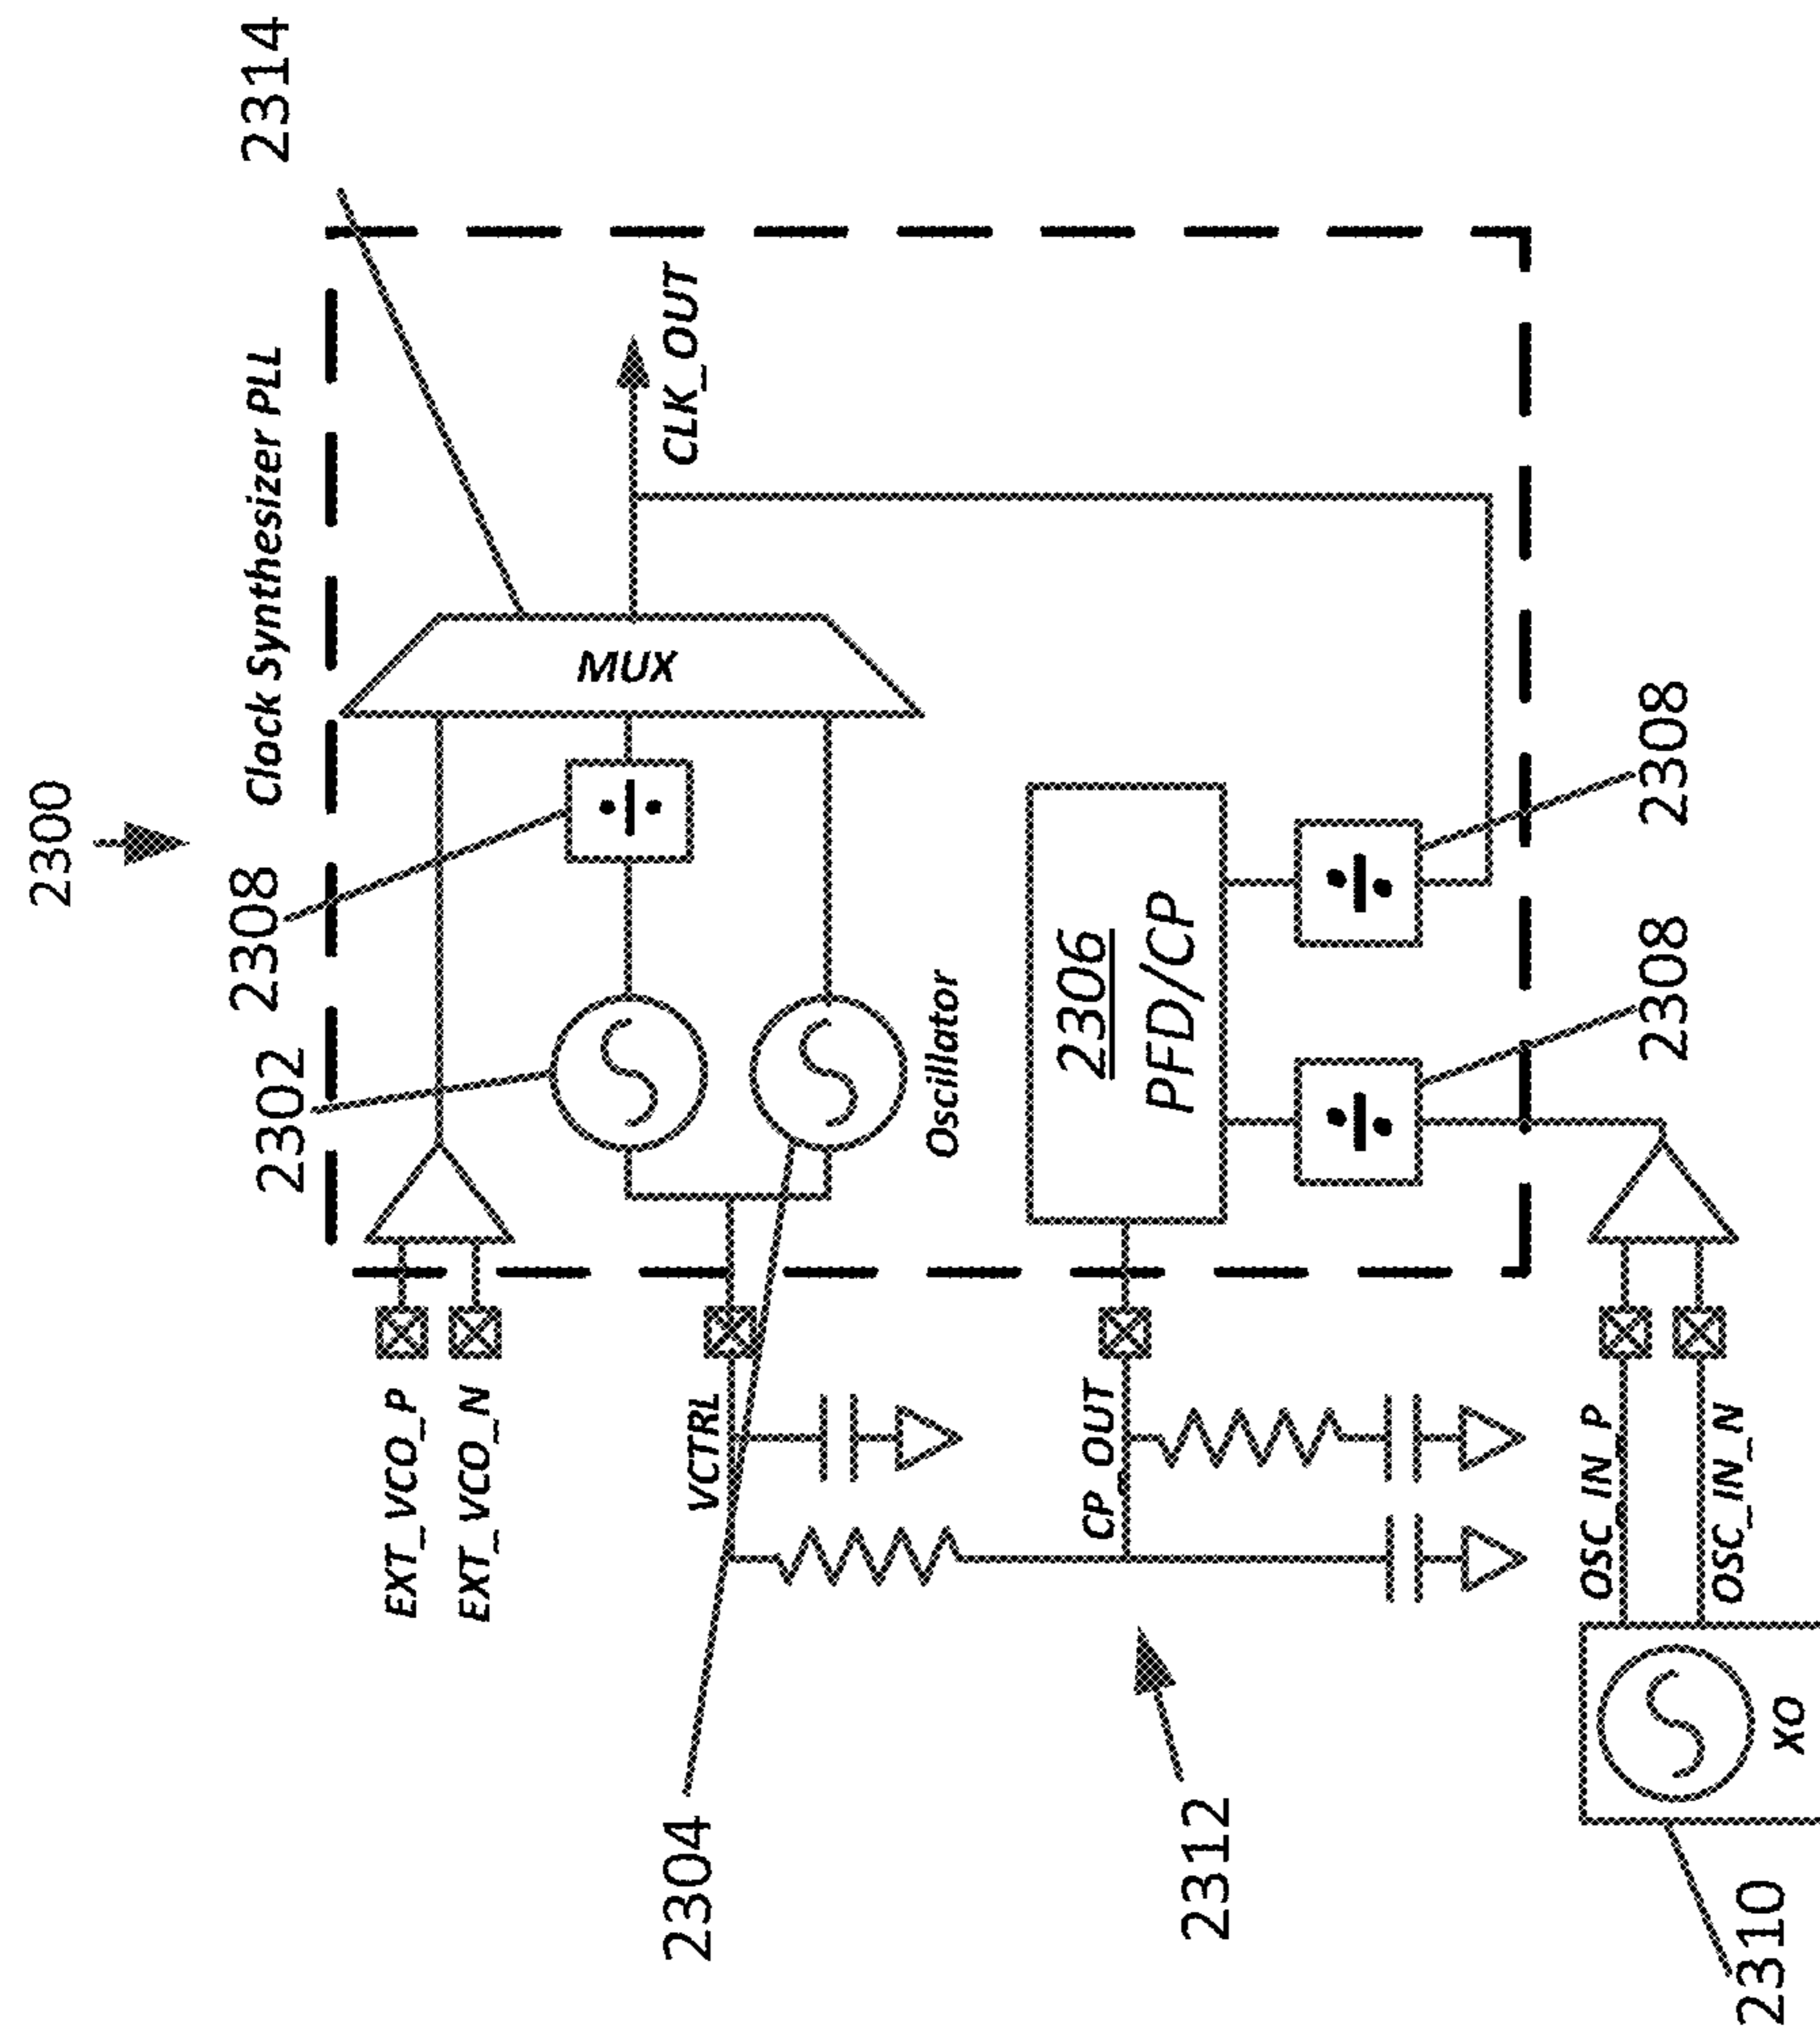 2300
Clock Synthesizer PLL
2314
2302
2308
EXT_VCO_P
EXT_VCO_N
MUX
CLK_OUT
VCTRL
2304
Oscillator
CP_OUT
2306
PFD/CP
2312
2308
2308
OSC_IN_P
OSC_IN_N
XO
2310